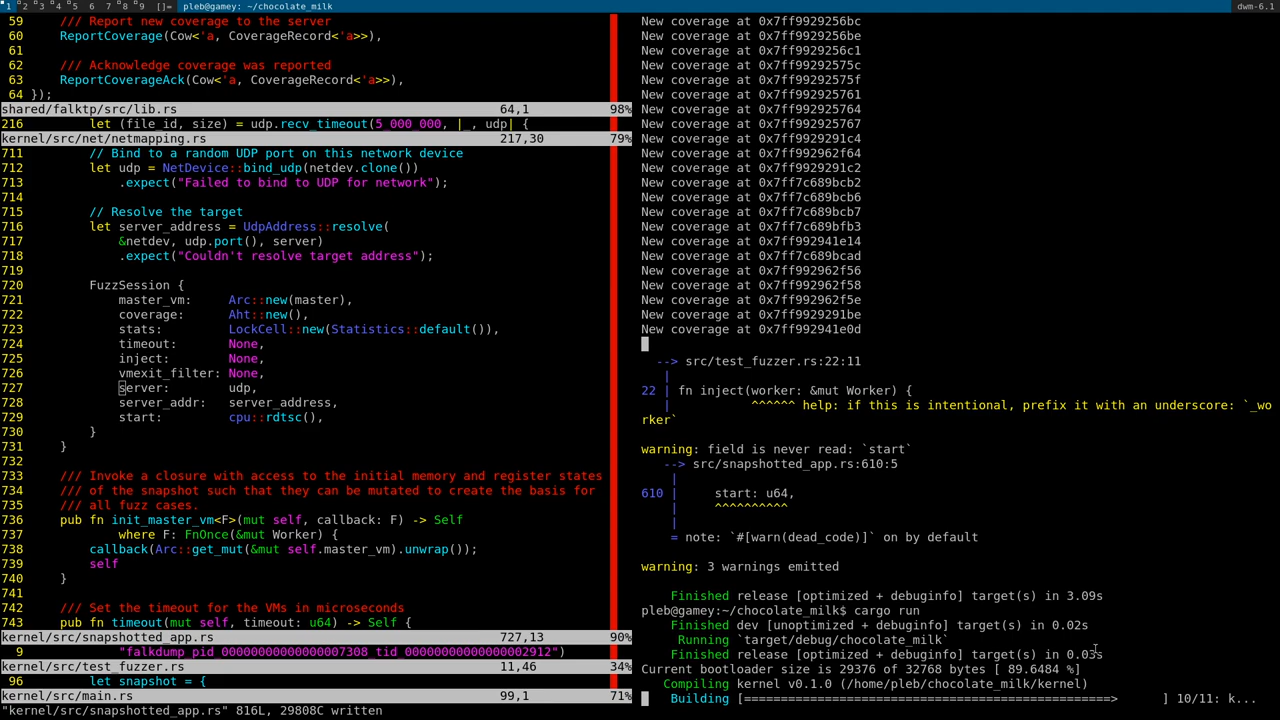 1 2 3 4 5 6 7 8 9 []= pleb@gamey: ~/chocolate_milk dwm-6.1
59 /// Report new coverage to the server
60 ReportCoverage(Cow<'a, CoverageRecord<'a>>),
61
62 /// Acknowledge coverage was reported
63 ReportCoverageAck(Cow<'a, CoverageRecord<'a>>),
64 });
shared/falktp/src/lib.rs 64,1 98%
216 let (file_id, size) = udp.recv_timeout(5_000_000, |_, udp| {
kernel/src/net/netmapping.rs 217,30 79%
711 // Bind to a random UDP port on this network device
712 let udp = NetDevice::bind_udp(netdev.clone())
713 .expect("Failed to bind to UDP for network");
714
715 // Resolve the target
716 let server_address = UdpAddress::resolve(
717 &netdev, udp.port(), server)
718 .expect("Couldn't resolve target address");
719
720 FuzzSession {
721 master_vm: Arc::new(master),
722 coverage: Aht::new(),
723 stats: LockCell::new(Statistics::default()),
724 timeout: None,
725 inject: None,
726 vmexit_filter: None,
727 server: udp,
728 server_addr: server_address,
729 start: cpu::rdtsc(),
730 }
731 }
732
733 /// Invoke a closure with access to the initial memory and register states
734 /// of the snapshot such that they can be mutated to create the basis for
735 /// all fuzz cases.
736 pub fn init_master_vm<F>(mut self, callback: F) -> Self
737 where F: FnOnce(&mut Worker) {
738 callback(Arc::get_mut(&mut self.master_vm).unwrap());
739 self
740 }
741
742 /// Set the timeout for the VMs in microseconds
743 pub fn timeout(mut self, timeout: u64) -> Self {
kernel/src/snapshotted_app.rs 727,13 90%
9 "falkdump_pid_00000000000000007308_tid_00000000000000002912")
kernel/src/test_fuzzer.rs 11,46 34%
96 let snapshot = {
kernel/src/main.rs 99,1 71%
"kernel/src/snapshotted_app.rs" 816L, 29808C written
New coverage at 0x7ff9929256bc
New coverage at 0x7ff9929256be
New coverage at 0x7ff9929256c1
New coverage at 0x7ff99292575c
New coverage at 0x7ff99292575f
New coverage at 0x7ff992925761
New coverage at 0x7ff992925764
New coverage at 0x7ff992925767
New coverage at 0x7ff9929291c4
New coverage at 0x7ff992962f64
New coverage at 0x7ff9929291c2
New coverage at 0x7ff7c689bcb2
New coverage at 0x7ff7c689bcb6
New coverage at 0x7ff7c689bcb7
New coverage at 0x7ff7c689bfb3
New coverage at 0x7ff992941e14
New coverage at 0x7ff7c689bcad
New coverage at 0x7ff992962f56
New coverage at 0x7ff992962f58
New coverage at 0x7ff992962f5e
New coverage at 0x7ff9929291be
New coverage at 0x7ff992941e0d
--> src/test_fuzzer.rs:22:11
|
22 | fn inject(worker: &mut Worker) {
| ^^^^^^ help: if this is intentional, prefix it with an underscore: `_wo
rker`
warning: field is never read: `start`
--> src/snapshotted_app.rs:610:5
|
610 | start: u64,
| ^^^^^^^^^^
|
= note: `#[warn(dead_code)]` on by default
warning: 3 warnings emitted
Finished release [optimized + debuginfo] target(s) in 3.09s
pleb@gamey:~/chocolate_milk$ cargo run
Finished dev [unoptimized + debuginfo] target(s) in 0.02s
Running `target/debug/chocolate_milk`
Finished release [optimized + debuginfo] target(s) in 0.03s
Current bootloader size is 29376 of 32768 bytes [ 89.6484 %]
Compiling kernel v0.1.0 (/home/pleb/chocolate_milk/kernel)
Building [==================================================> ] 10/11: k...